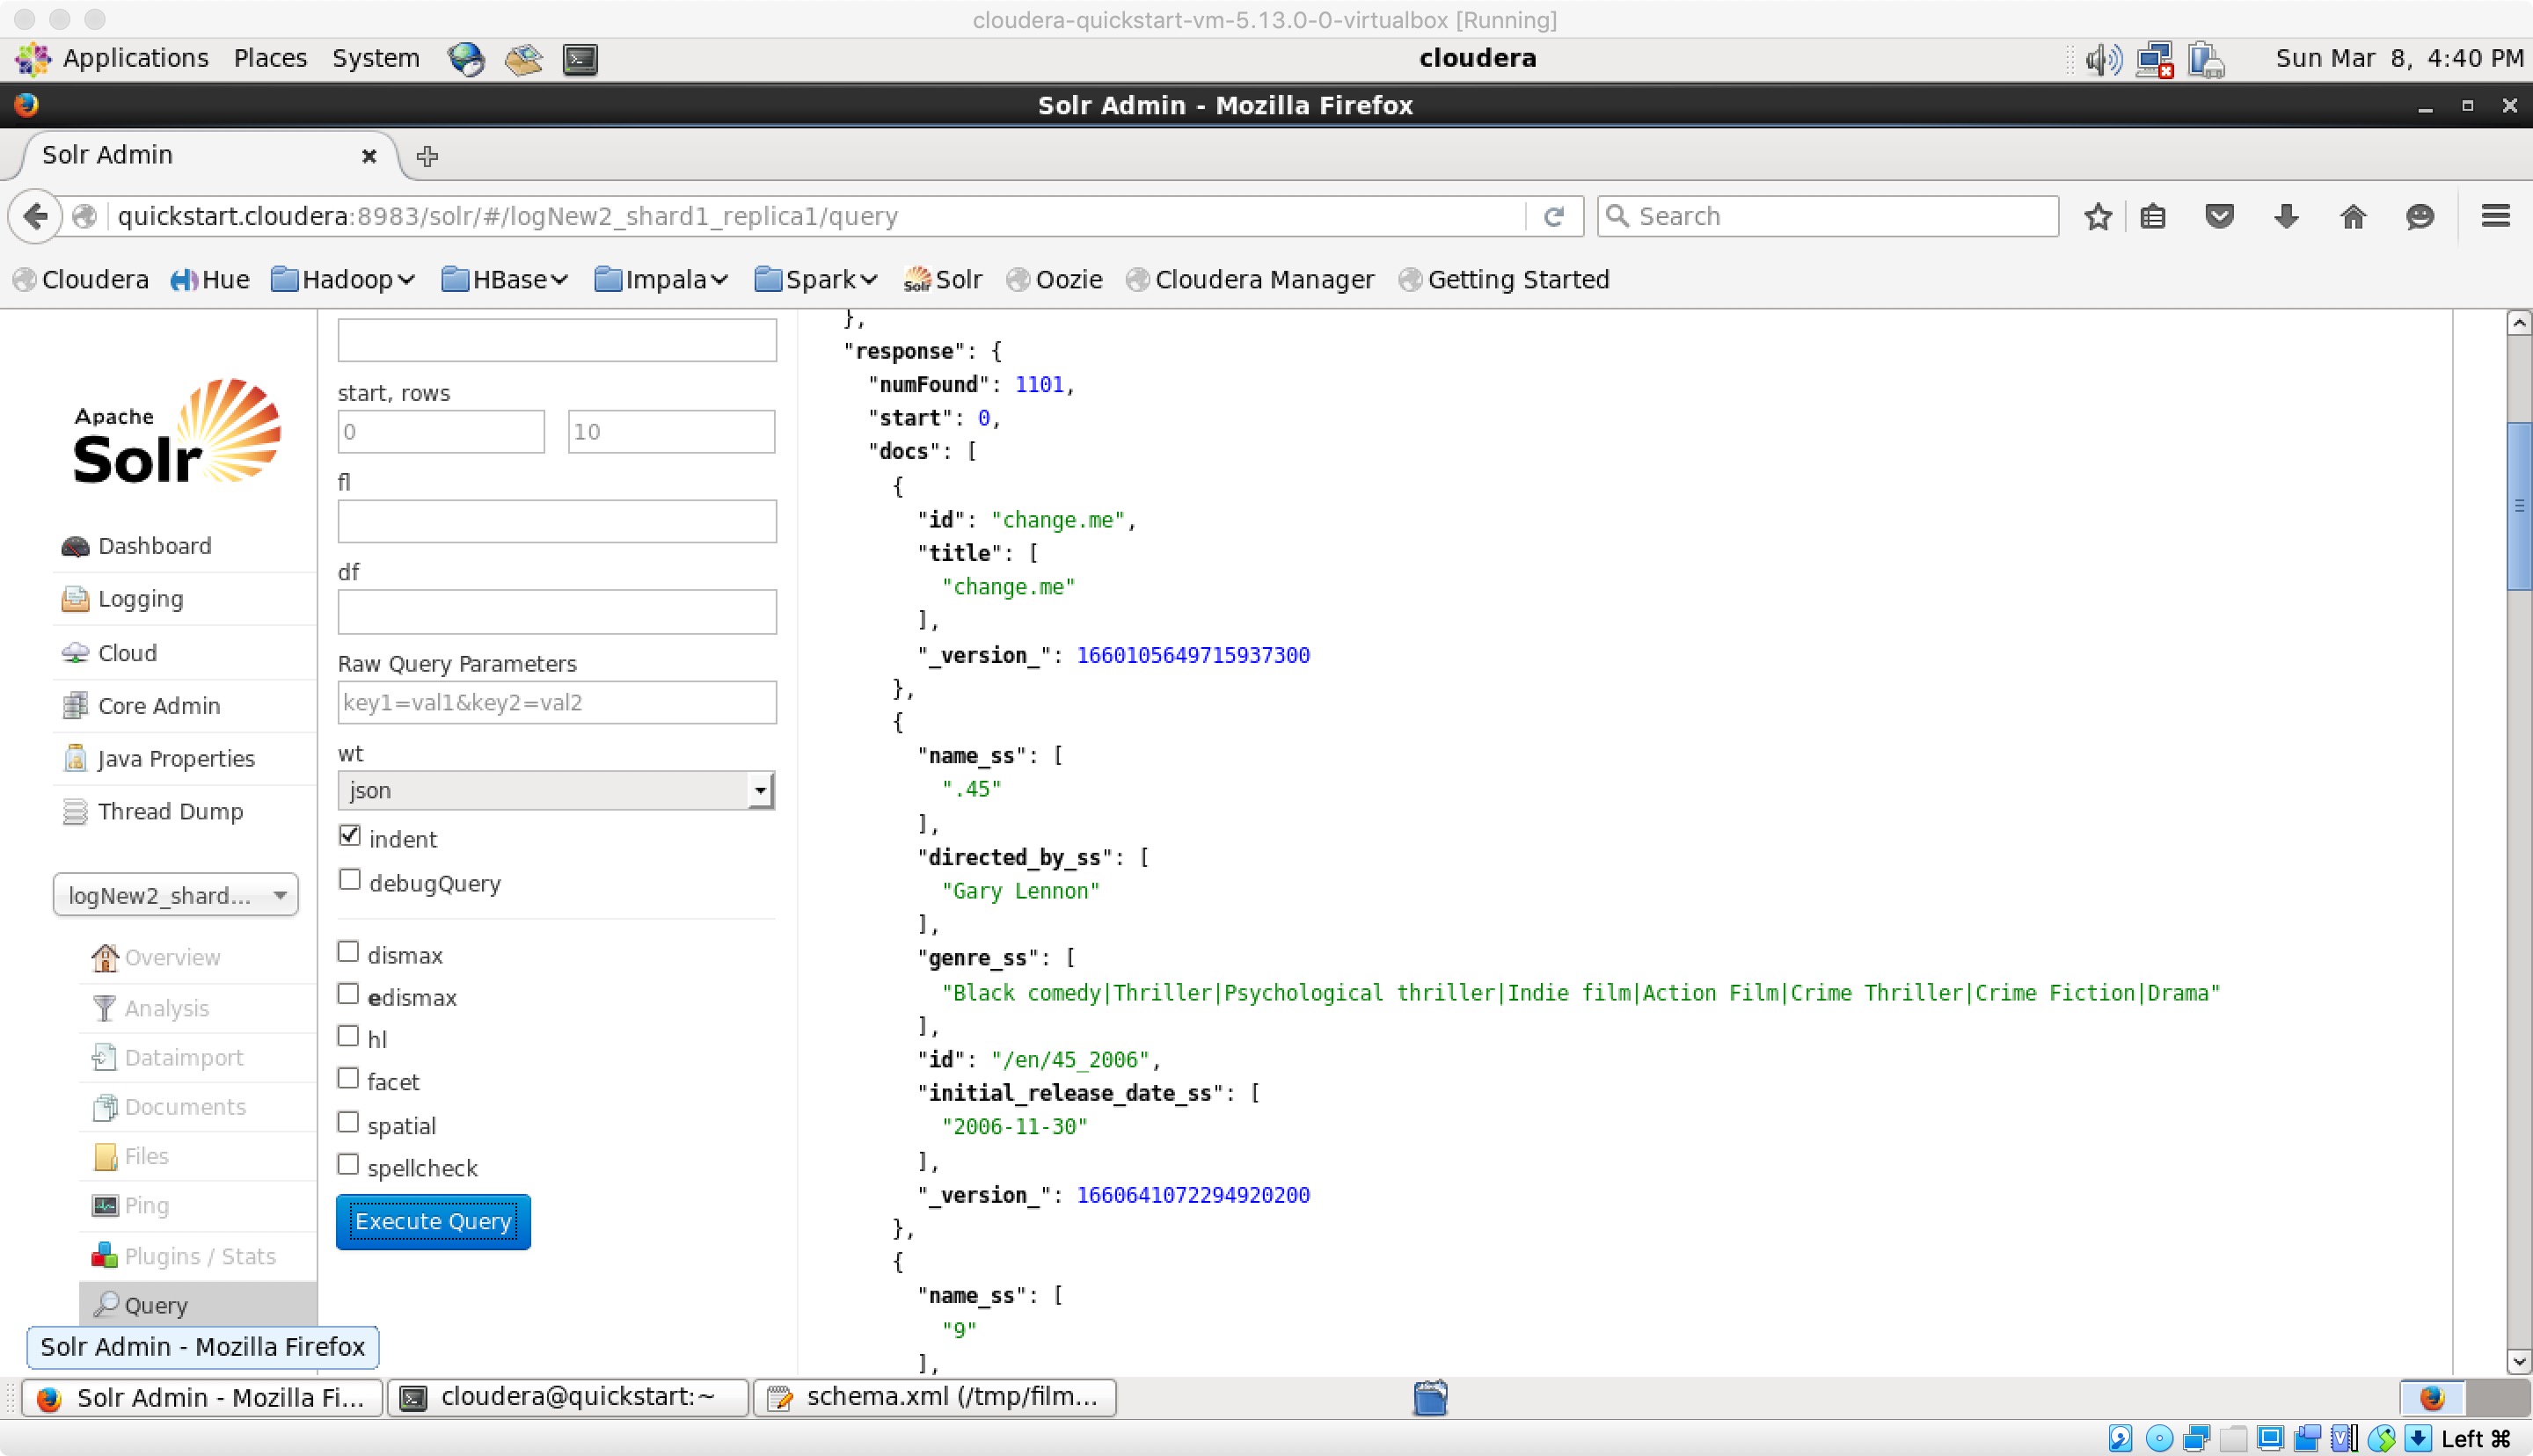 cloudera-quickstart-vm-5.13.0-0-virtualbox [Running]
Applications Places System cloudera Sun Mar 8, 4:40 PM
Solr Admin - Mozilla Firefox
Solr Admin
quickstart.cloudera:8983/solr/#/logNew2_shard1_replica1/query Search
Cloudera Hue Hadoop HBase Impala Spark Solr Oozie Cloudera Manager Getting Started
Apache
Solr
Dashboard
Logging
Cloud
Core Admin
Java Properties
Thread Dump
logNew2_shard...
Overview
Analysis
Dataimport
Documents
Files
Ping
Plugins / Stats
Query
Solr Admin - Mozilla Firefox
start, rows
0 10
fl
df
Raw Query Parameters
key1=val1&key2=val2
wt
json
indent
debugQuery
dismax
edismax
hl
facet
spatial
spellcheck
Execute Query
},
"response": {
"numFound": 1101,
"start": 0,
"docs": [
{
"id": "change.me",
"title": [
"change.me"
],
"_version_": 1660105649715937300
},
{
"name_ss": [
".45"
],
"directed_by_ss": [
"Gary Lennon"
],
"genre_ss": [
"Black comedy|Thriller|Psychological thriller|Indie film|Action Film|Crime Thriller|Crime Fiction|Drama"
],
"id": "/en/45_2006",
"initial_release_date_ss": [
"2006-11-30"
],
"_version_": 1660641072294920200
},
{
"name_ss": [
"9"
],
Solr Admin - Mozilla Fi... cloudera@quickstart:~ schema.xml (/tmp/film...
Left ⌘